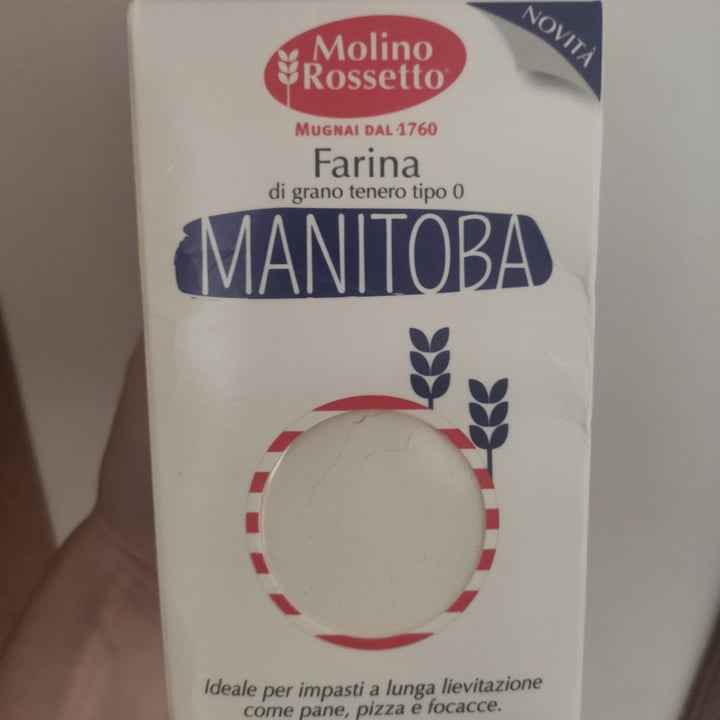 Molino
Rossetto
NOVITÀ
MUGNAI DAL 1760
Farina
di grano tenero tipo 0
MANITOBA
Ideale per impasti a lunga lievitazione
come pane, pizza e focacce.